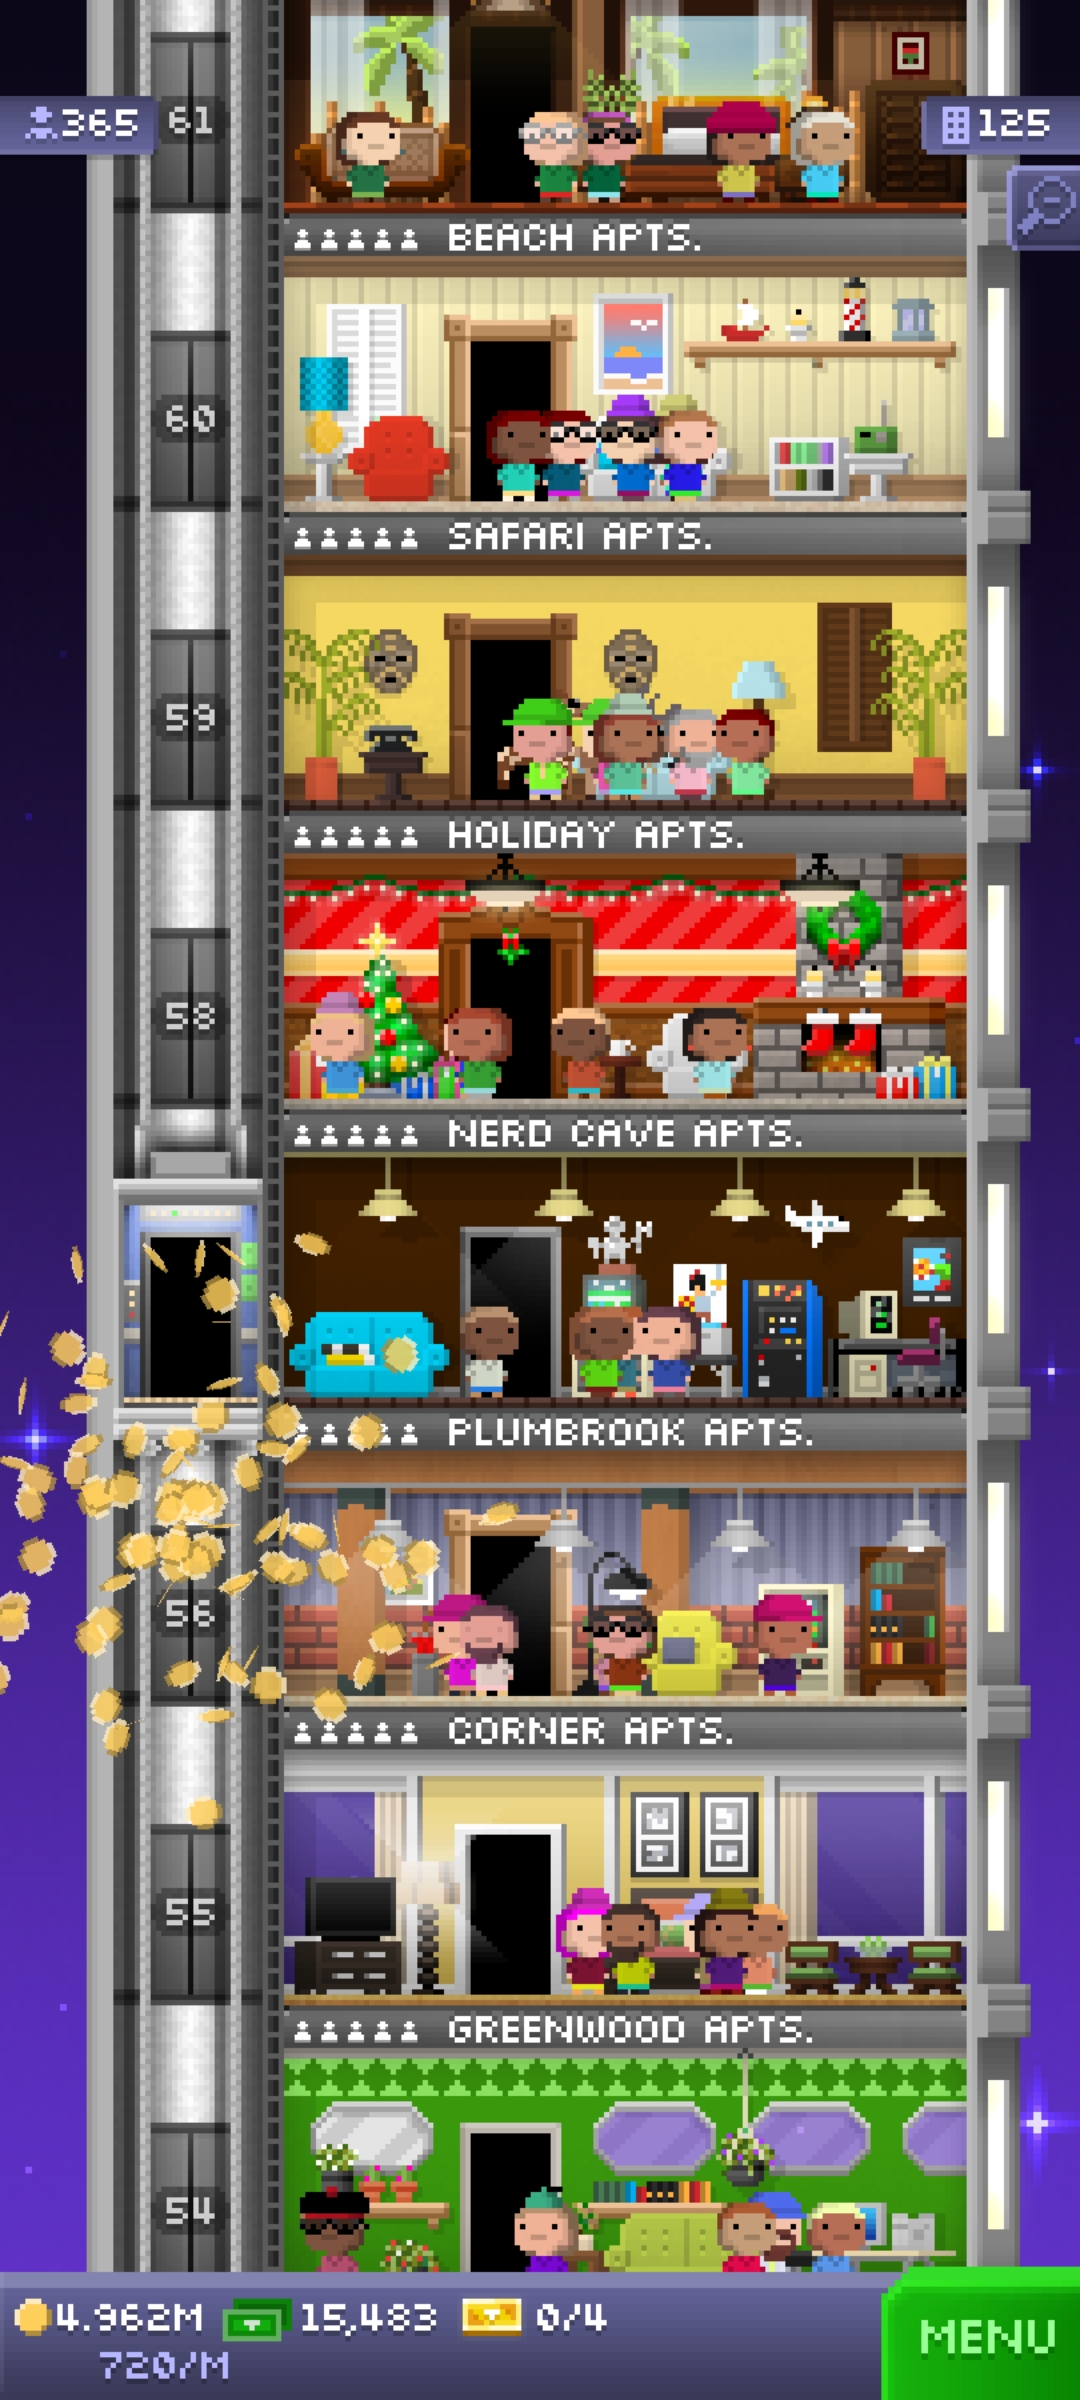 365
61
125
BEACH APTS.
60
SAFARI APTS.
59
HOLIDAY APTS.
58
NERD CAVE APTS.
PLUMBROOK APTS.
56
CORNER APTS.
55
GREENWOOD APTS.
54
4.962M 15,483 0/4
720/M
MENU